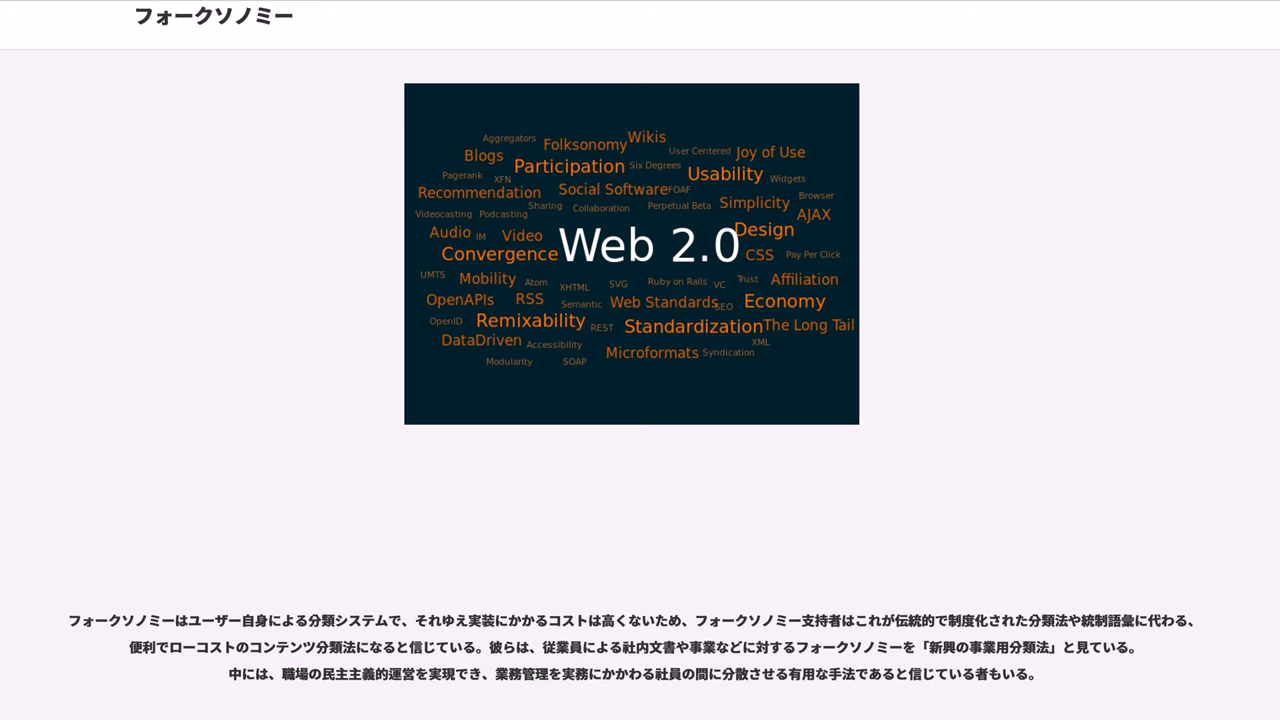 フォークソノミー
Aggregators Folksonomy Wikis
Blogs Participation Six Degrees User Centered Joy of Use
Pagerank XFN Usability Widgets
Recommendation Social Software FOAF Browser
Videocasting Podcasting Sharing Collaboration Perpetual Beta Simplicity AJAX
Audio IM Video Design
Convergence Web 2.0 CSS Pay Per Click
UMTS Mobility Atom XHTML SVG Ruby on Rails VC Trust Affiliation
OpenAPIs RSS Semantic Web Standards SEO Economy
OpenID Remixability REST Standardization The Long Tail
DataDriven Accessibility XML
Modularity SOAP Microformats Syndication
フォークソノミーはユーザー自身による分類システムで、それゆえ実装にかかるコストは高くないため、フォークソノミー支持者はこれが伝統的で制度化された分類法や統制語彙に代わる、
便利でローコストのコンテンツ分類法になると信じている。彼らは、従業員による社内文書や事業などに対するフォークソノミーを「新興の事業用分類法」と見ている。
中には、職場の民主主義的運営を実現でき、業務管理を実務にかかわる社員の間に分散させる有用な手法であると信じている者もいる。